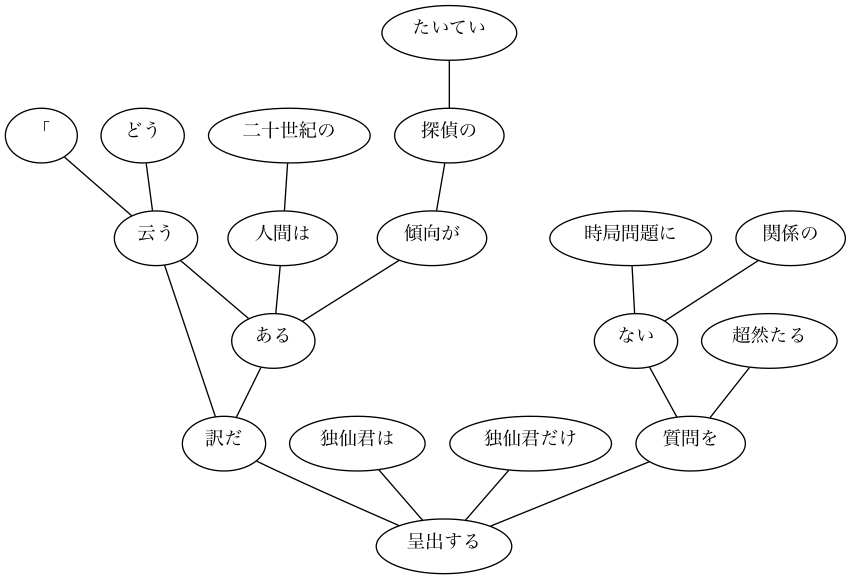 たいてい
「
どう
二十世紀の
探偵の
云う
人間は
傾向が
時局問題に
関係の
ある
ない
超然たる
訳だ
独仙君は
独仙君だけ
質問を
呈出する